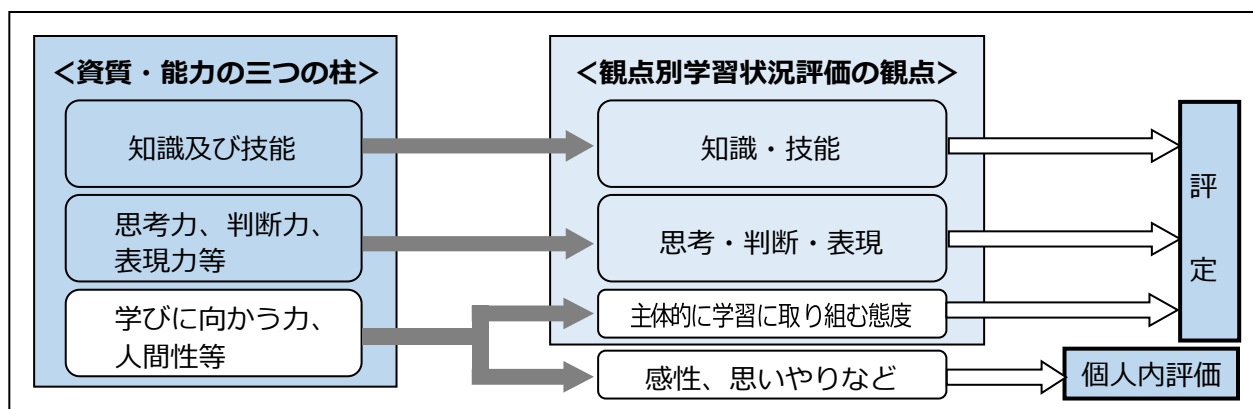 ＜資質・能力の三つの柱＞
知識及び技能
思考力、判断力、
表現力等
学びに向かう力、
人間性等
＜観点別学習状況評価の観点＞
知識・技能
思考・判断・表現
主体的に学習に取り組む態度
感性、思いやりなど
評
定
個人内評価